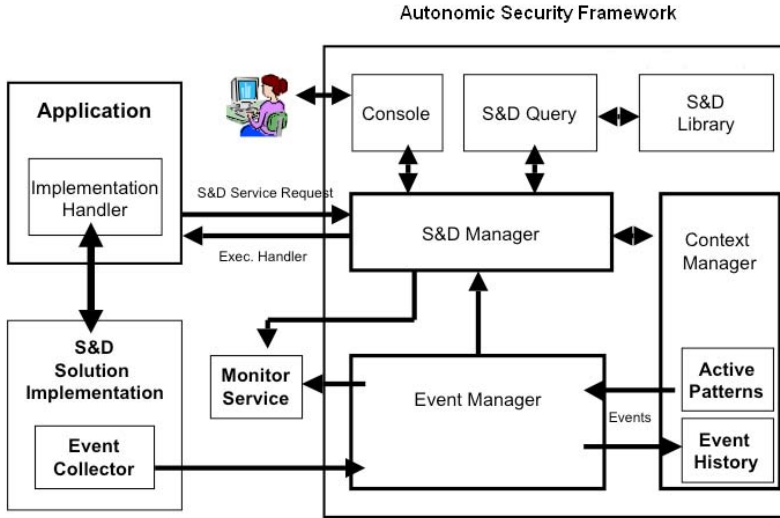 Autonomic Security Framework
Application
Implementation
Handler
Console
S&D Query
S&D
Library
S&D Service Request
S&D Manager
Exec. Handler
Context
Manager
S&D
Solution
Implementation
Monitor
Service
Event Manager
Active
Patterns
Events
Event
Collector
Event
History